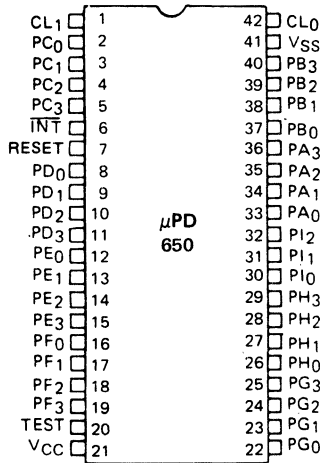 CL₁ 1 42 CL₀
PC₀ 2 41 VSS
PC₁ 3 40 PB₃
PC₂ 4 39 PB₂
PC₃ 5 38 PB₁
I̅N̅T̅ 6 37 PB₀
RESET 7 36 PA₃
PD₀ 8 35 PA₂
PD₁ 9 34 PA₁
PD₂ 10 33 PA₀
PD₃ 11 32 PI₂
PE₀ 12 31 PI₁
PE₁ 13 30 PI₀
PE₂ 14 29 PH₃
PE₃ 15 28 PH₂
PF₀ 16 27 PH₁
PF₁ 17 26 PH₀
PF₂ 18 25 PG₃
PF₃ 19 24 PG₂
TEST 20 23 PG₁
VCC 21 22 PG₀
μPD
650